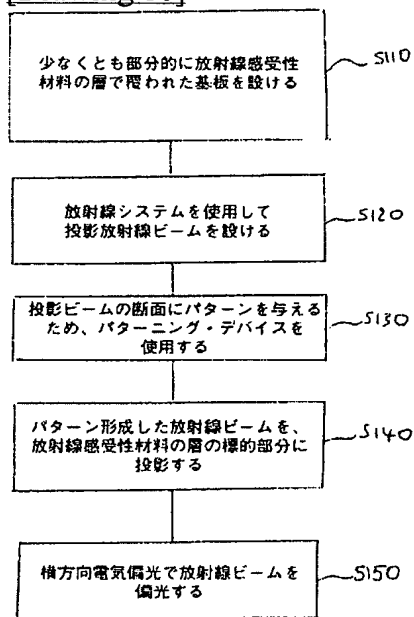 少なくとも部分的に放射線感受性
材料の層で覆われた基板を設ける
S110
放射線システムを使用して
投影放射線ビームを設ける
S120
投影ビームの断面にパターンを与える
ため、パターニング・デバイスを
使用する
S130
パターン形成した放射線ビームを、
放射線感受性材料の層の標的部分に
投影する
S140
横方向電気偏光で放射線ビームを
偏光する
S150